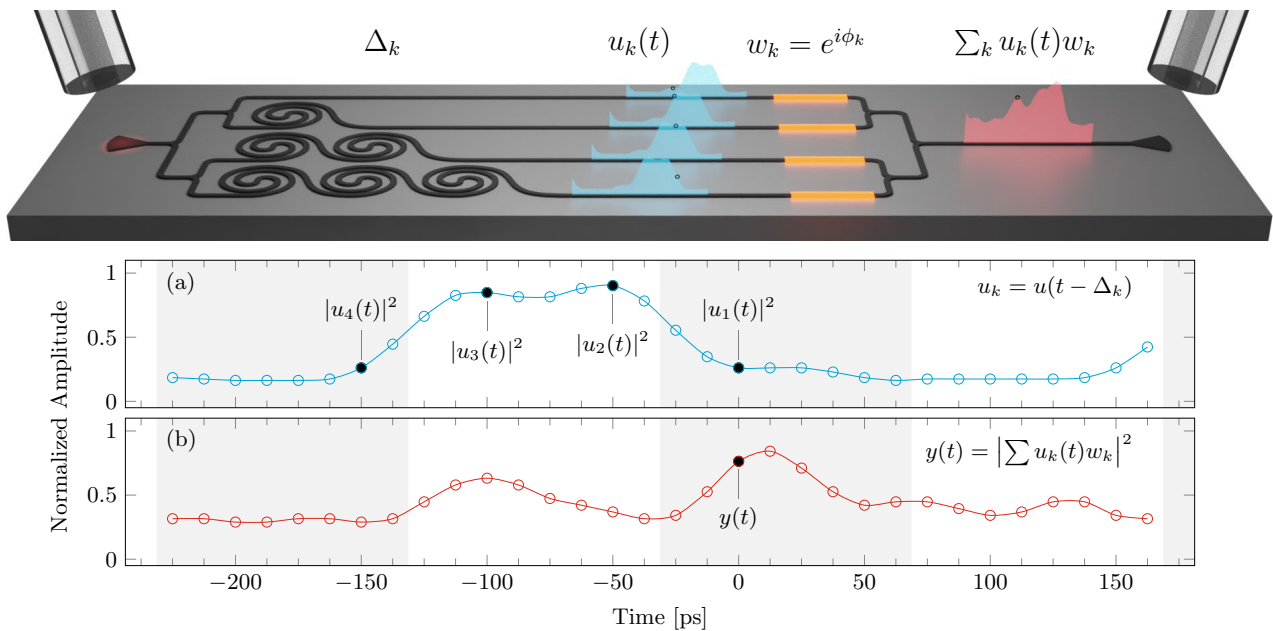 Δ_k u_k(t) w_k = e^{iϕ_k} ∑_k u_k(t)w_k
(a) u_k = u(t − Δ_k)
|u_4(t)|^2 |u_3(t)|^2 |u_2(t)|^2 |u_1(t)|^2
1
0.5
0
(b) y(t) = |∑ u_k(t)w_k|^2
y(t)
1
0.5
0
Normalized Amplitude
−200 −150 −100 −50 0 50 100 150
Time [ps]